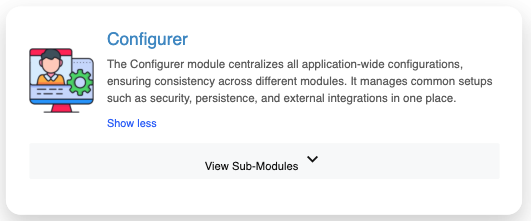 Configurer
The Configurer module centralizes all application-wide configurations,
ensuring consistency across different modules. It manages common setups
such as security, persistence, and external integrations in one place.
Show less
View Sub-Modules